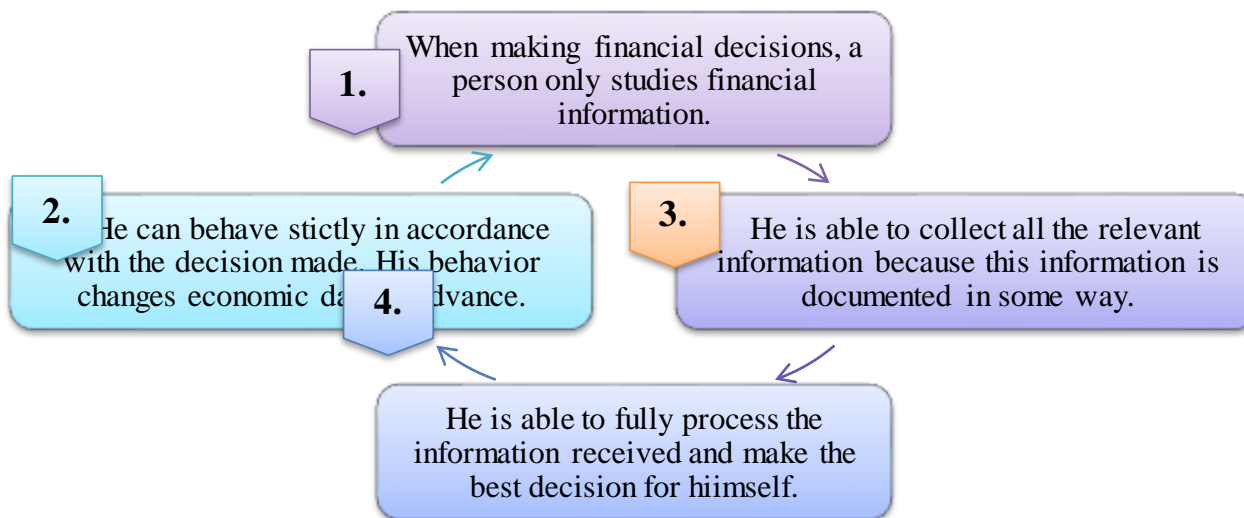 1.
When making financial decisions, a
person only studies financial
information.
2.
He can behave stictly in accordance
with the decision made. His behavior
changes economic da dvance.
3.
He is able to collect all the relevant
information because this information is
documented in some way.
4.
He is able to fully process the
information received and make the
best decision for hiimself.